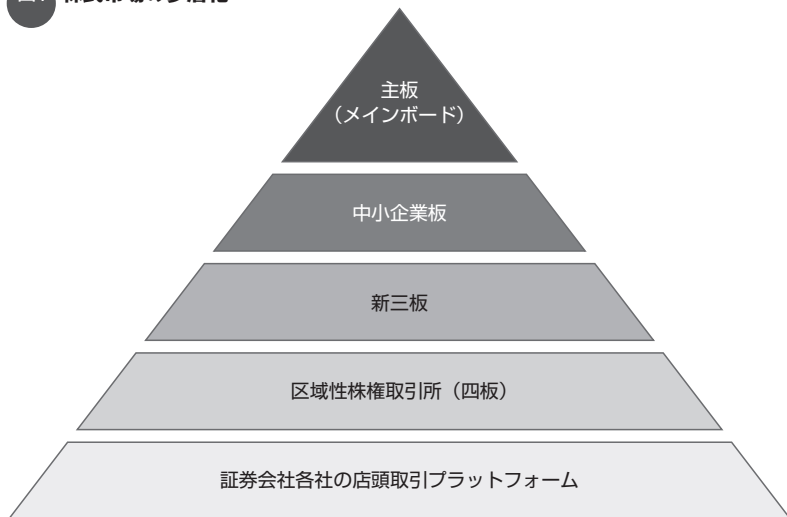 主板
（メインボード）
中小企業板
新三板
区域性株権取引所（四板）
証券会社各社の店頭取引プラットフォーム